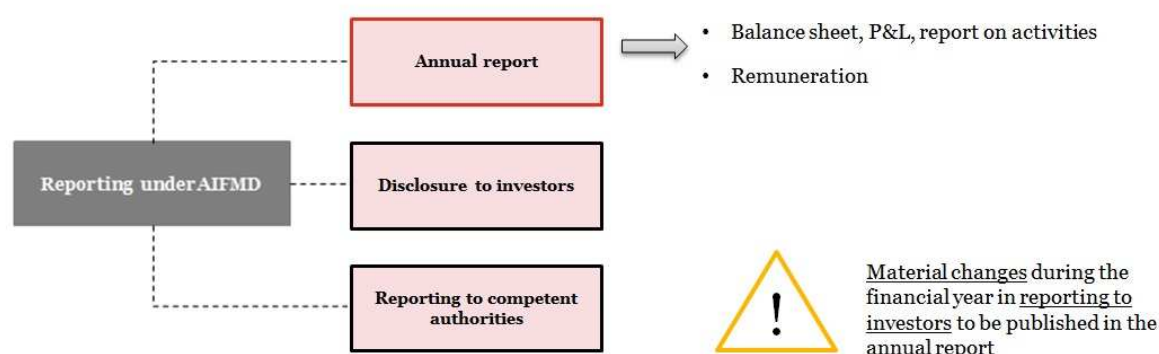 Annual report
• Balance sheet, P&L, report on activities
• Remuneration
Reporting under AIFMD
Disclosure to investors
Reporting to competent
authorities
!
Material changes during the
financial year in reporting to
investors to be published in the
annual report